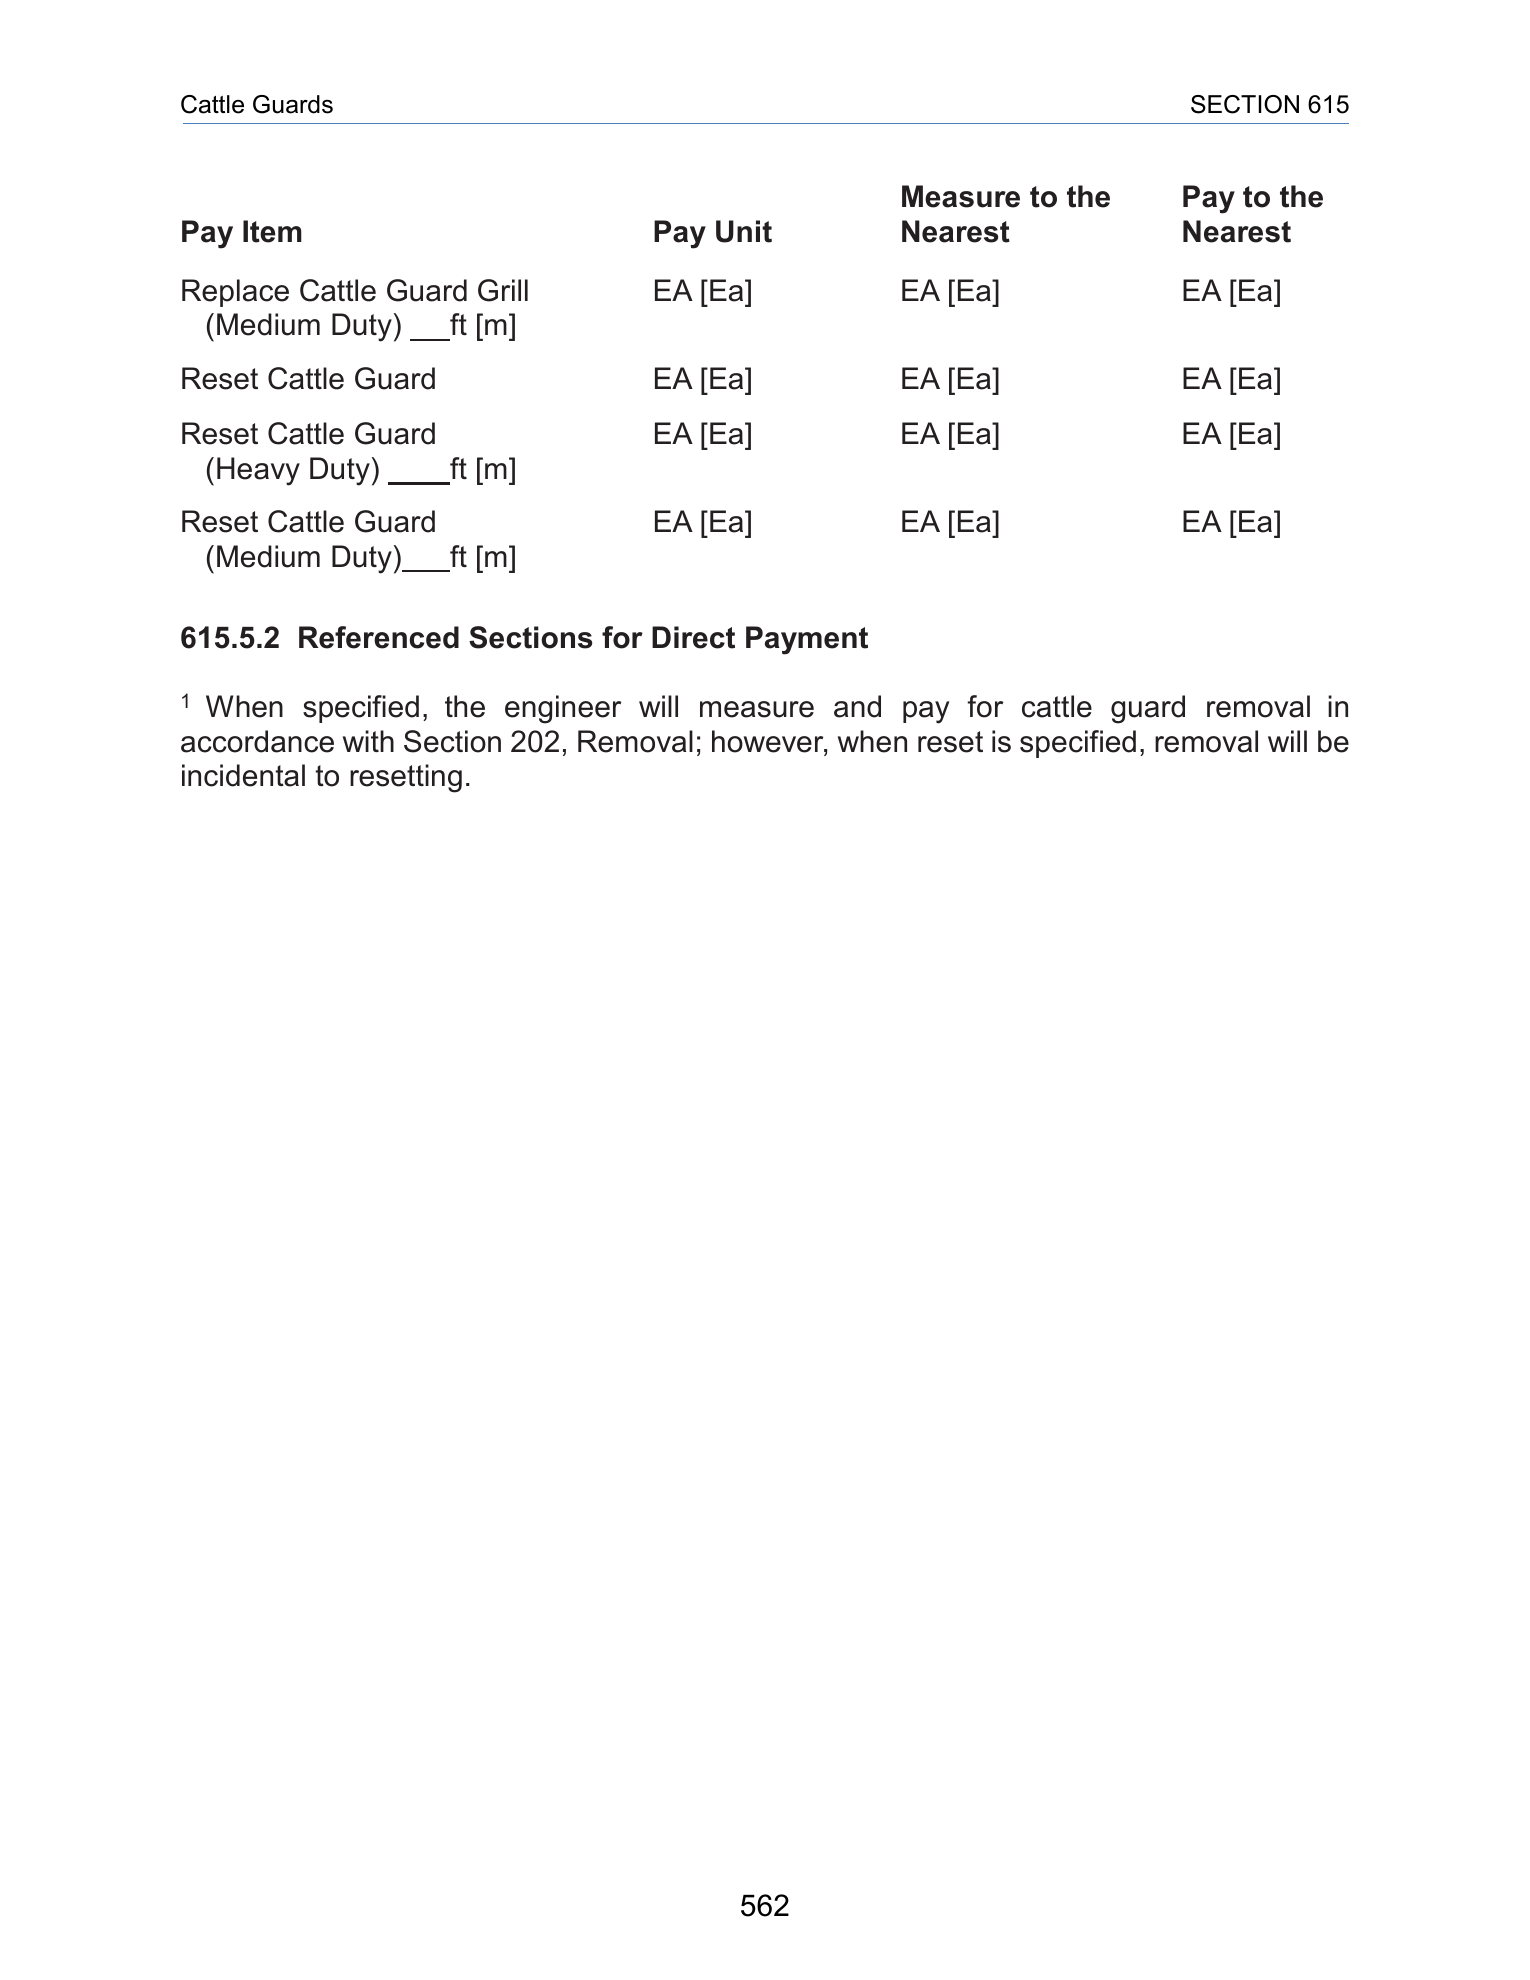 Cattle Guards SECTION 615
Measure to the Pay to the
Pay Item Pay Unit Nearest Nearest
Replace Cattle Guard Grill EA [Ea] EA [Ea] EA [Ea]
(Medium Duty) __ft [m]
Reset Cattle Guard EA [Ea] EA [Ea] EA [Ea]
Reset Cattle Guard EA [Ea] EA [Ea] EA [Ea]
(Heavy Duty) ____ft [m]
Reset Cattle Guard EA [Ea] EA [Ea] EA [Ea]
(Medium Duty)___ft [m]
615.5.2 Referenced Sections for Direct Payment
1 When specified, the engineer will measure and pay for cattle guard removal in
accordance with Section 202, Removal; however, when reset is specified, removal will be
incidental to resetting.
562